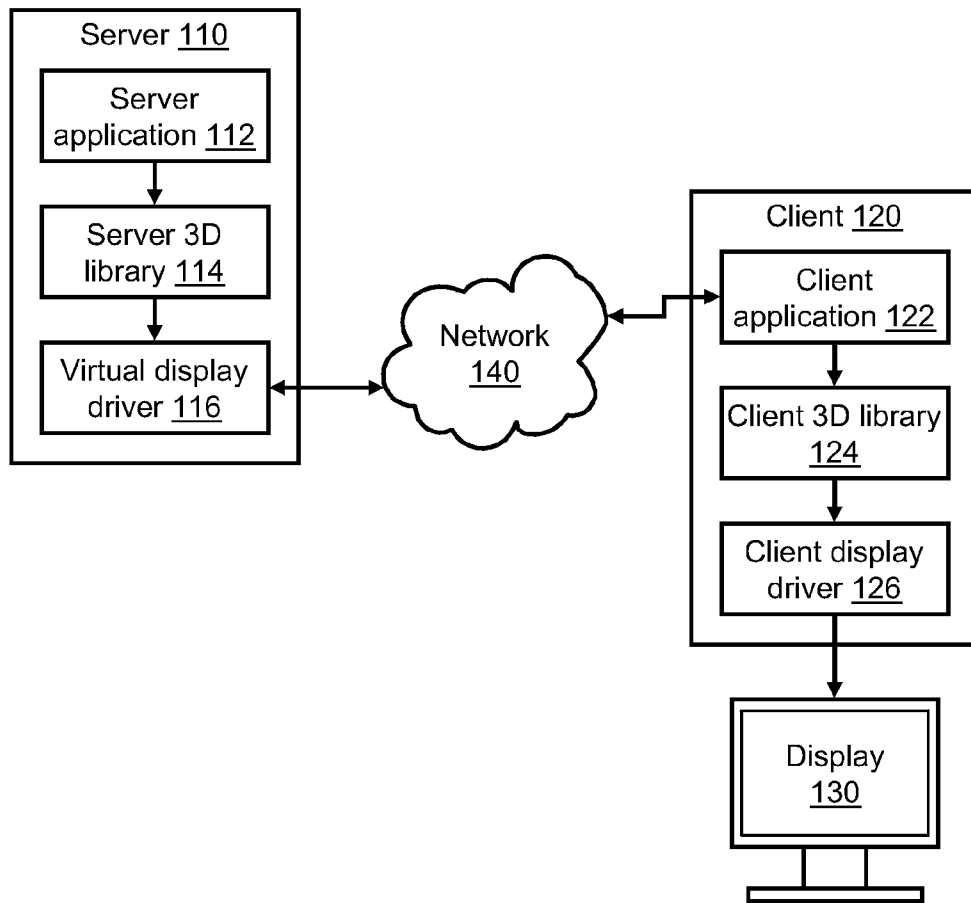 Server 110
Server
application 112
Server 3D
library 114
Virtual display
driver 116
Network
140
Client 120
Client
application 122
Client 3D library
124
Client display
driver 126
Display
130